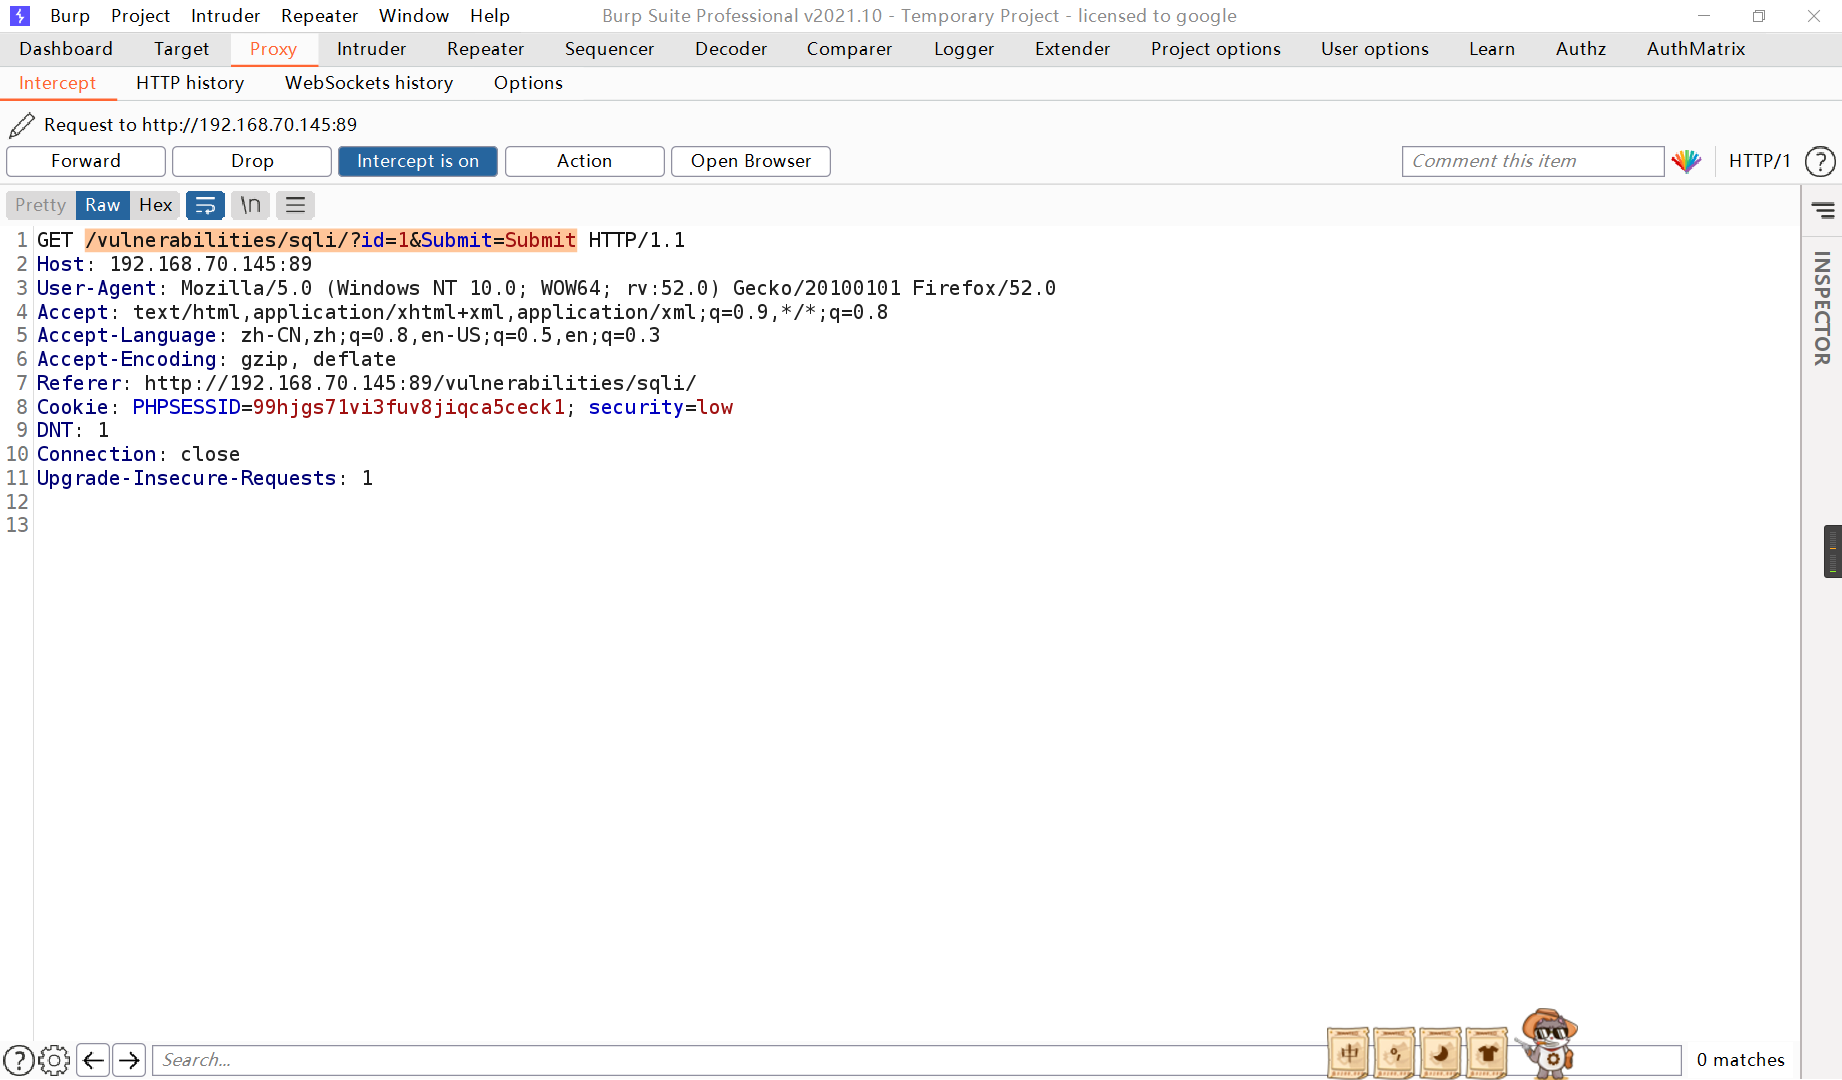 Burp Project Intruder Repeater Window Help Burp Suite Professional v2021.10 - Temporary Project - licensed to google
Dashboard Target Proxy Intruder Repeater Sequencer Decoder Comparer Logger Extender Project options User options Learn Authz AuthMatrix
Intercept HTTP history WebSockets history Options
Request to http://192.168.70.145:89
Forward Drop Intercept is on Action Open Browser Comment this item HTTP/1 ?
Pretty Raw Hex \n
INSPECTOR
1 GET /vulnerabilities/sqli/?id=1&Submit=Submit HTTP/1.1
2 Host: 192.168.70.145:89
3 User-Agent: Mozilla/5.0 (Windows NT 10.0; WOW64; rv:52.0) Gecko/20100101 Firefox/52.0
4 Accept: text/html,application/xhtml+xml,application/xml;q=0.9,*/*;q=0.8
5 Accept-Language: zh-CN,zh;q=0.8,en-US;q=0.5,en;q=0.3
6 Accept-Encoding: gzip, deflate
7 Referer: http://192.168.70.145:89/vulnerabilities/sqli/
8 Cookie: PHPSESSID=99hjgs71vi3fuv8jiqca5ceck1; security=low
9 DNT: 1
10 Connection: close
11 Upgrade-Insecure-Requests: 1
12
13
? Search... 中 0 matches